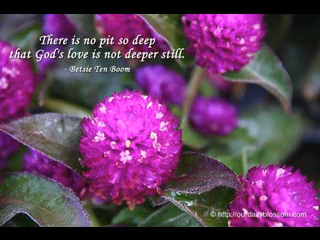 There is no pit so deep
that God's love is not deeper still.
- Betsie Ten Boom
© http://ourdailyblossom.com